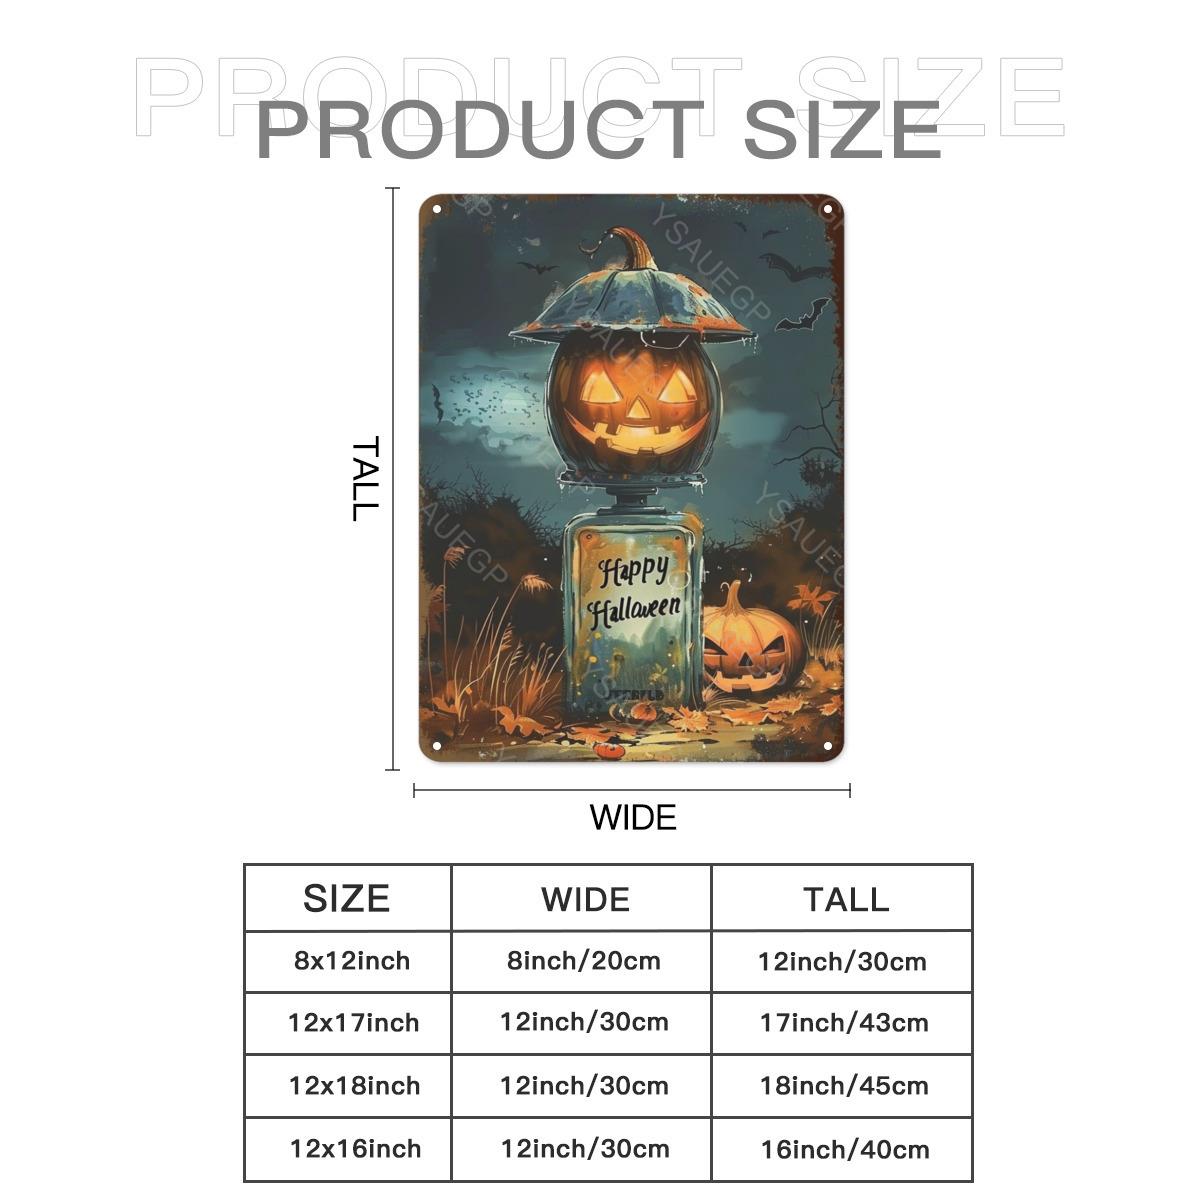 PRODUCT SIZE
PRODUCT SIZE
YSAUEGP
YSAUEGP
Happy
Halloween
TALL
WIDE
SIZE WIDE TALL
8x12inch 8inch/20cm 12inch/30cm
12x17inch 12inch/30cm 17inch/43cm
12x18inch 12inch/30cm 18inch/45cm
12x16inch 12inch/30cm 16inch/40cm